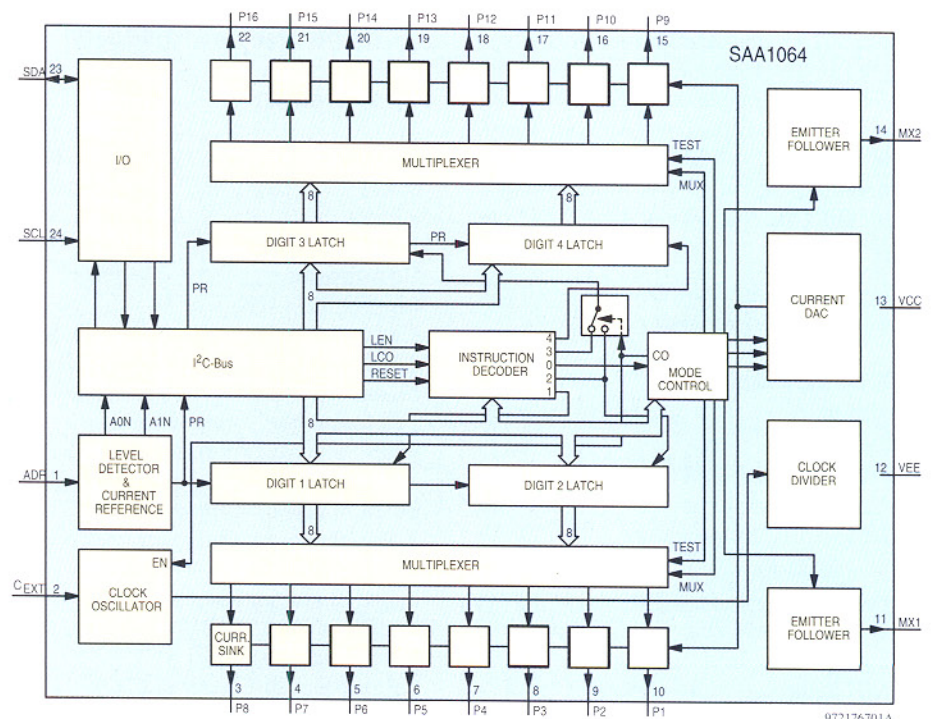 P16 P15 P14 P13 P12 P11 P10 P9
22 21 20 19 18 17 16 15
SAA1064
SDA 23
I/O
MULTIPLEXER
TEST
MUX
EMITTER
FOLLOWER
14 MX2
8 8
SCL 24
DIGIT 3 LATCH
PR
DIGIT 4 LATCH
PR
8
CURRENT
DAC
13 VCC
I²C-Bus
LEN
LCO
RESET
INSTRUCTION
DECODER
4
3
0
2
1
CO
MODE
CONTROL
A0N A1N PR
8
LEVEL
DETECTOR
&
CURRENT
REFERENCE
ADR 1
DIGIT 1 LATCH
DIGIT 2 LATCH
CLOCK
DIVIDER
12 VEE
8 8
EN
CEXT 2
CLOCK
OSCILLATOR
MULTIPLEXER
TEST
MUX
CURR.
SINK
EMITTER
FOLLOWER
11 MX1
3 4 5 6 7 8 9 10
P8 P7 P6 P5 P4 P3 P2 P1
972176701A